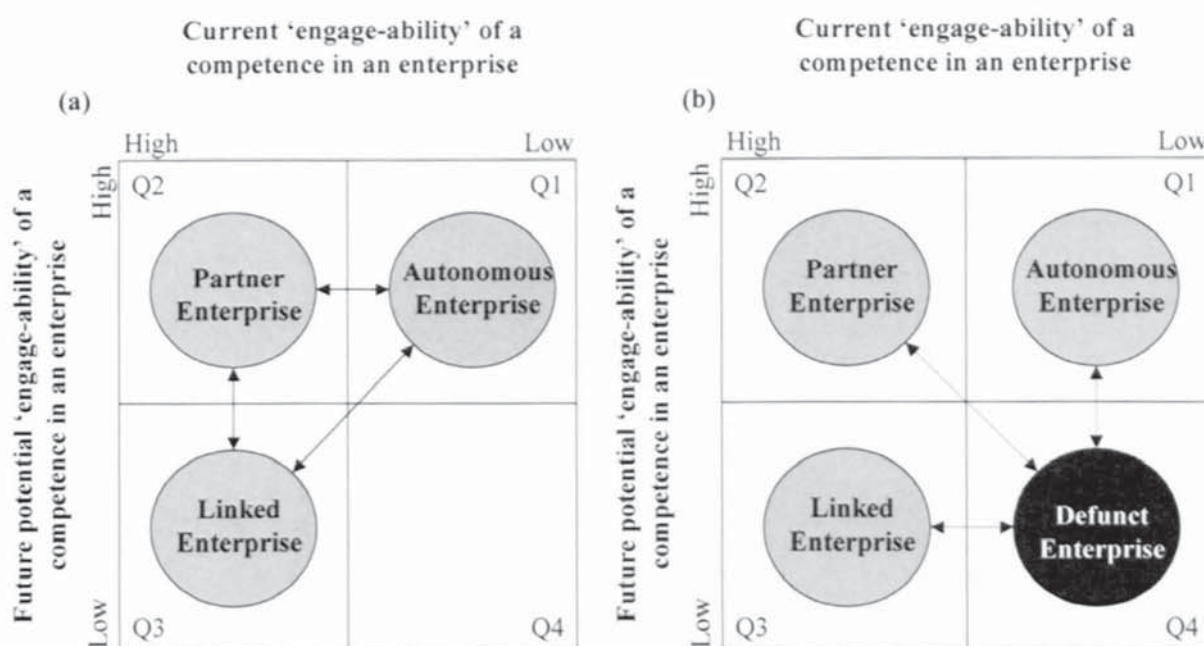 Current ‘engage-ability’ of a
competence in an enterprise
(a)
High
Low
High
Q2
Q1
Future potential ‘engage-ability’ of a
competence in an enterprise
Partner
Enterprise
Autonomous
Enterprise
Linked
Enterprise
Low
Q3
Q4
Current ‘engage-ability’ of a
competence in an enterprise
(b)
High
Low
High
Q2
Q1
Future potential ‘engage-ability’ of a
competence in an enterprise
Partner
Enterprise
Autonomous
Enterprise
Linked
Enterprise
Defunct
Enterprise
Low
Q3
Q4